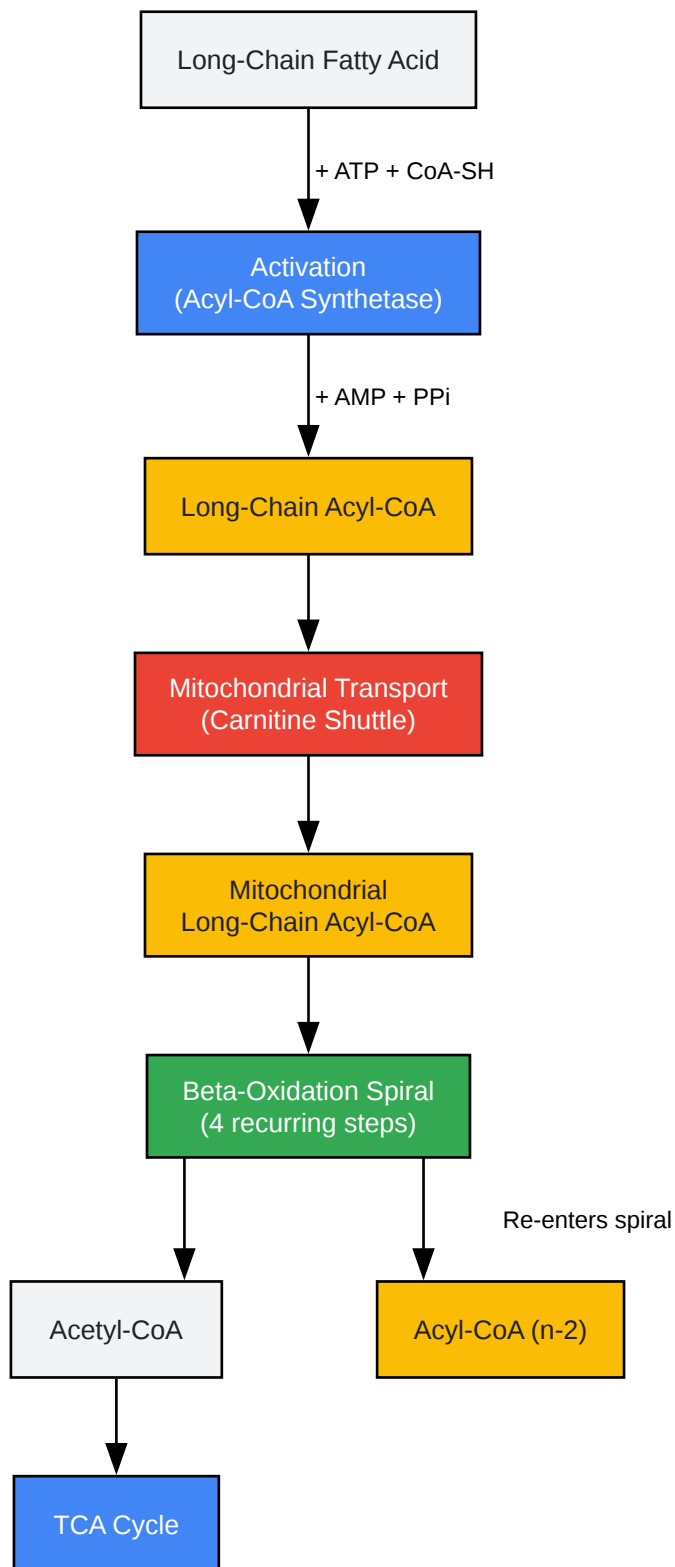 Long-Chain Fatty Acid
+ ATP + CoA-SH
Activation
(Acyl-CoA Synthetase)
+ AMP + PPi
Long-Chain Acyl-CoA
Mitochondrial Transport
(Carnitine Shuttle)
Mitochondrial
Long-Chain Acyl-CoA
Beta-Oxidation Spiral
(4 recurring steps)
Re-enters spiral
Acetyl-CoA
Acyl-CoA (n-2)
TCA Cycle